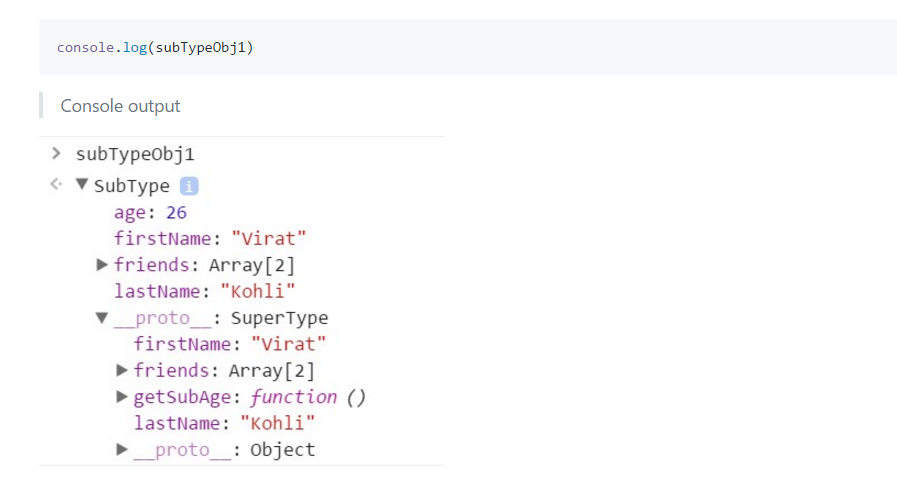 console.log(subTypeObj1)
Console output
> subTypeObj1
<· ▼ SubType i
age: 26
firstName: "Virat"
▶ friends: Array[2]
lastName: "Kohli"
▼ __proto__: SuperType
firstName: "Virat"
▶ friends: Array[2]
▶ getSubAge: function ()
lastName: "Kohli"
▶ __proto__: Object